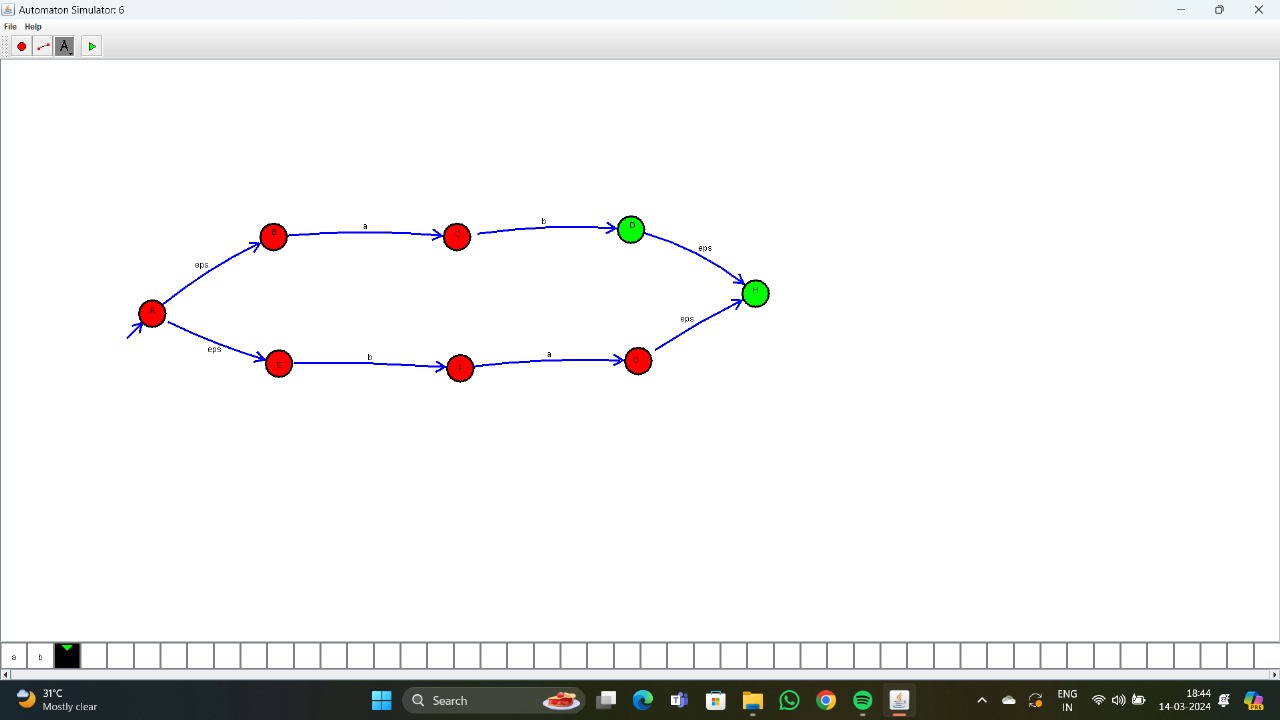 Automaton Simulator: 6
File Help
A
B
a
b
D
eps
eps
H
eps
eps
b
a
a b
31°C
Mostly clear
Search
ENG
IN
18:44
14-03-2024
PRE